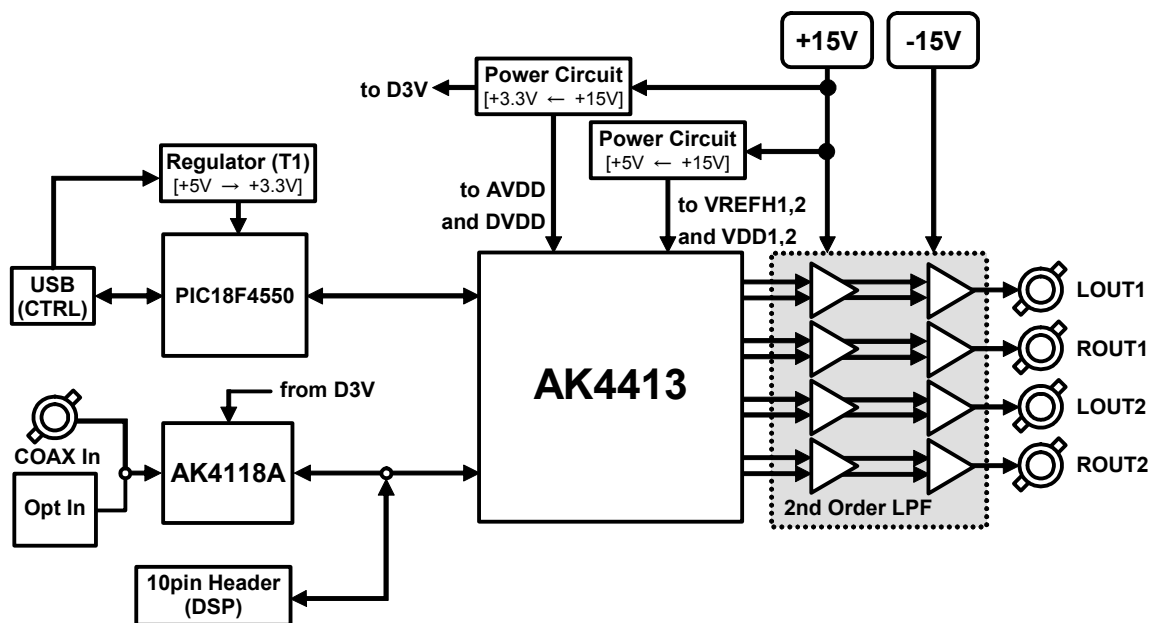 +15V
-15V
Power Circuit
[+3.3V ← +15V]
to D3V
Power Circuit
[+5V ← +15V]
Regulator (T1)
[+5V → +3.3V]
to AVDD
and DVDD
to VREFH1,2
and VDD1,2
USB
(CTRL)
PIC18F4550
AK4413
LOUT1
ROUT1
LOUT2
ROUT2
2nd Order LPF
from D3V
COAX In
AK4118A
Opt In
10pin Header
(DSP)